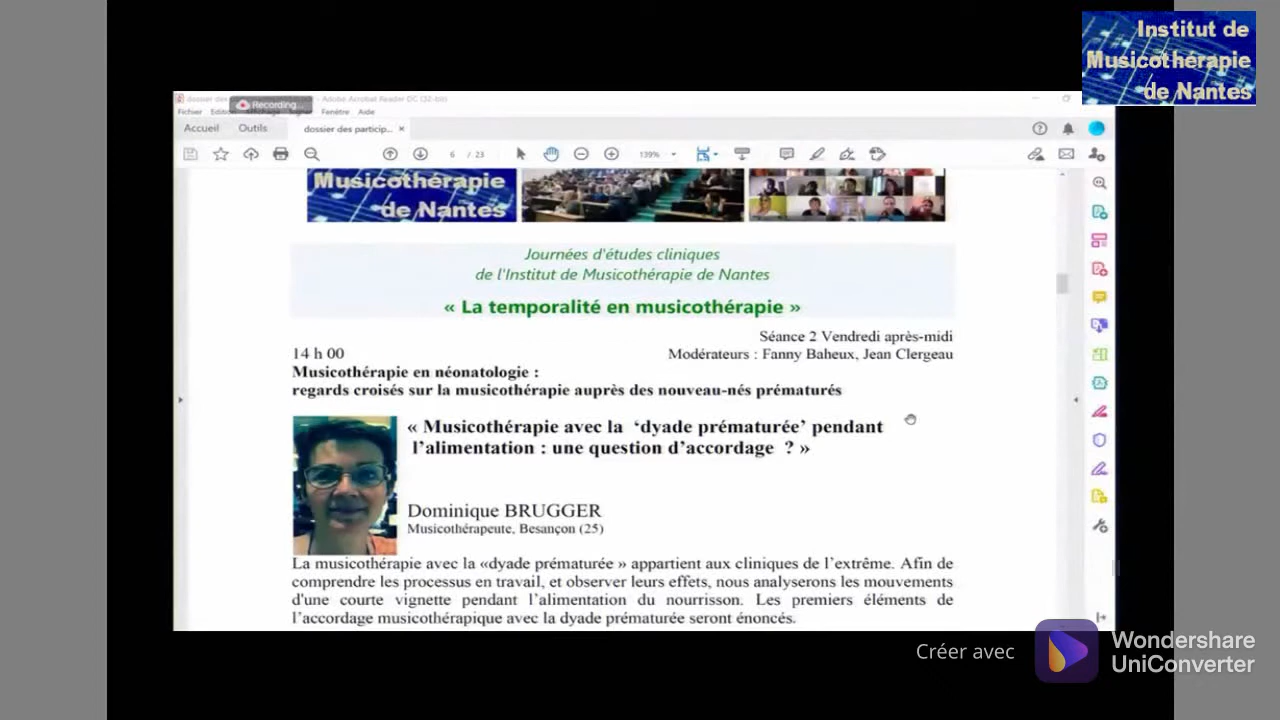 Institut de
Musicothérapie
de Nantes
Recording...
Adobe Acrobat Reader DC (32-bit)
Fichier
Fenêtre Aide
Accueil Outils dossier des particip... ×
6 / 23 139%
Musicothérapie
de Nantes
Journées d'études cliniques
de l'Institut de Musicothérapie de Nantes
« La temporalité en musicothérapie »
Séance 2 Vendredi après-midi
14 h 00 Modérateurs : Fanny Baheux, Jean Clergeau
Musicothérapie en néonatologie :
regards croisés sur la musicothérapie auprès des nouveau-nés prématurés
« Musicothérapie avec la ‘dyade prématurée’ pendant
l’alimentation : une question d’accordage ? »
Dominique BRUGGER
Musicothérapeute, Besançon (25)
La musicothérapie avec la «dyade prématurée » appartient aux cliniques de l’extrême. Afin de
comprendre les processus en travail, et observer leurs effets, nous analyserons les mouvements
d'une courte vignette pendant l’alimentation du nourrisson. Les premiers éléments de
l’accordage musicothérapique avec la dyade prématurée seront énoncés.
Créer avec
Wondershare
UniConverter